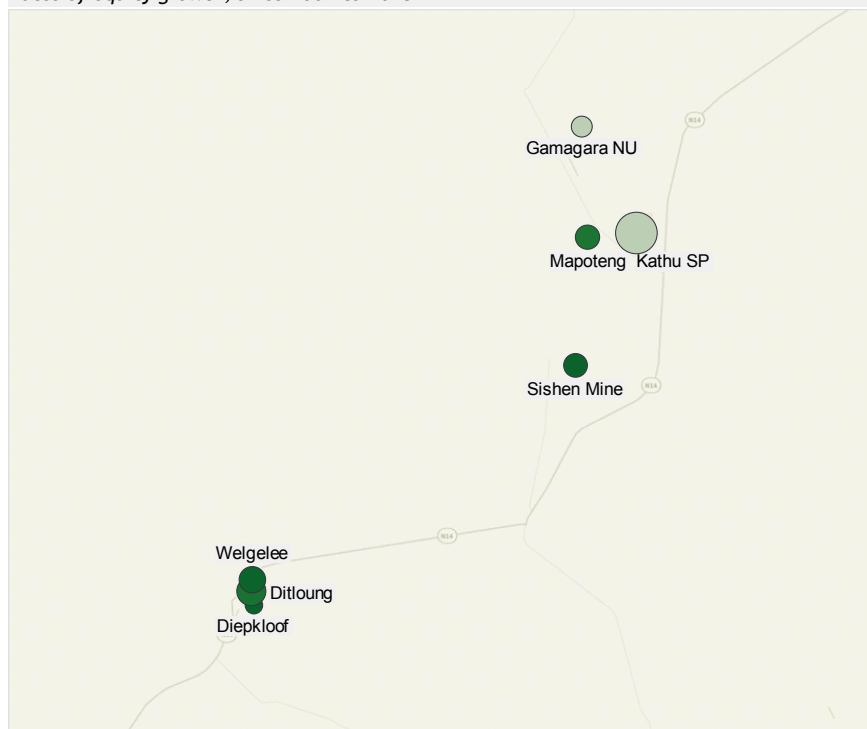 N14
Gamagara NU
Mapoteng
Kathu SP
Sishen Mine
N14
N14
Welgelee
Ditloung
Diepkloof